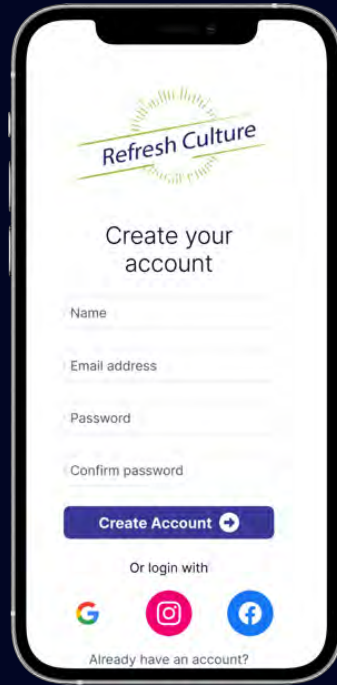 Refresh Culture
Create your
account
Name
Email address
Password
Confirm password
Create Account
Or login with
Already have an account?